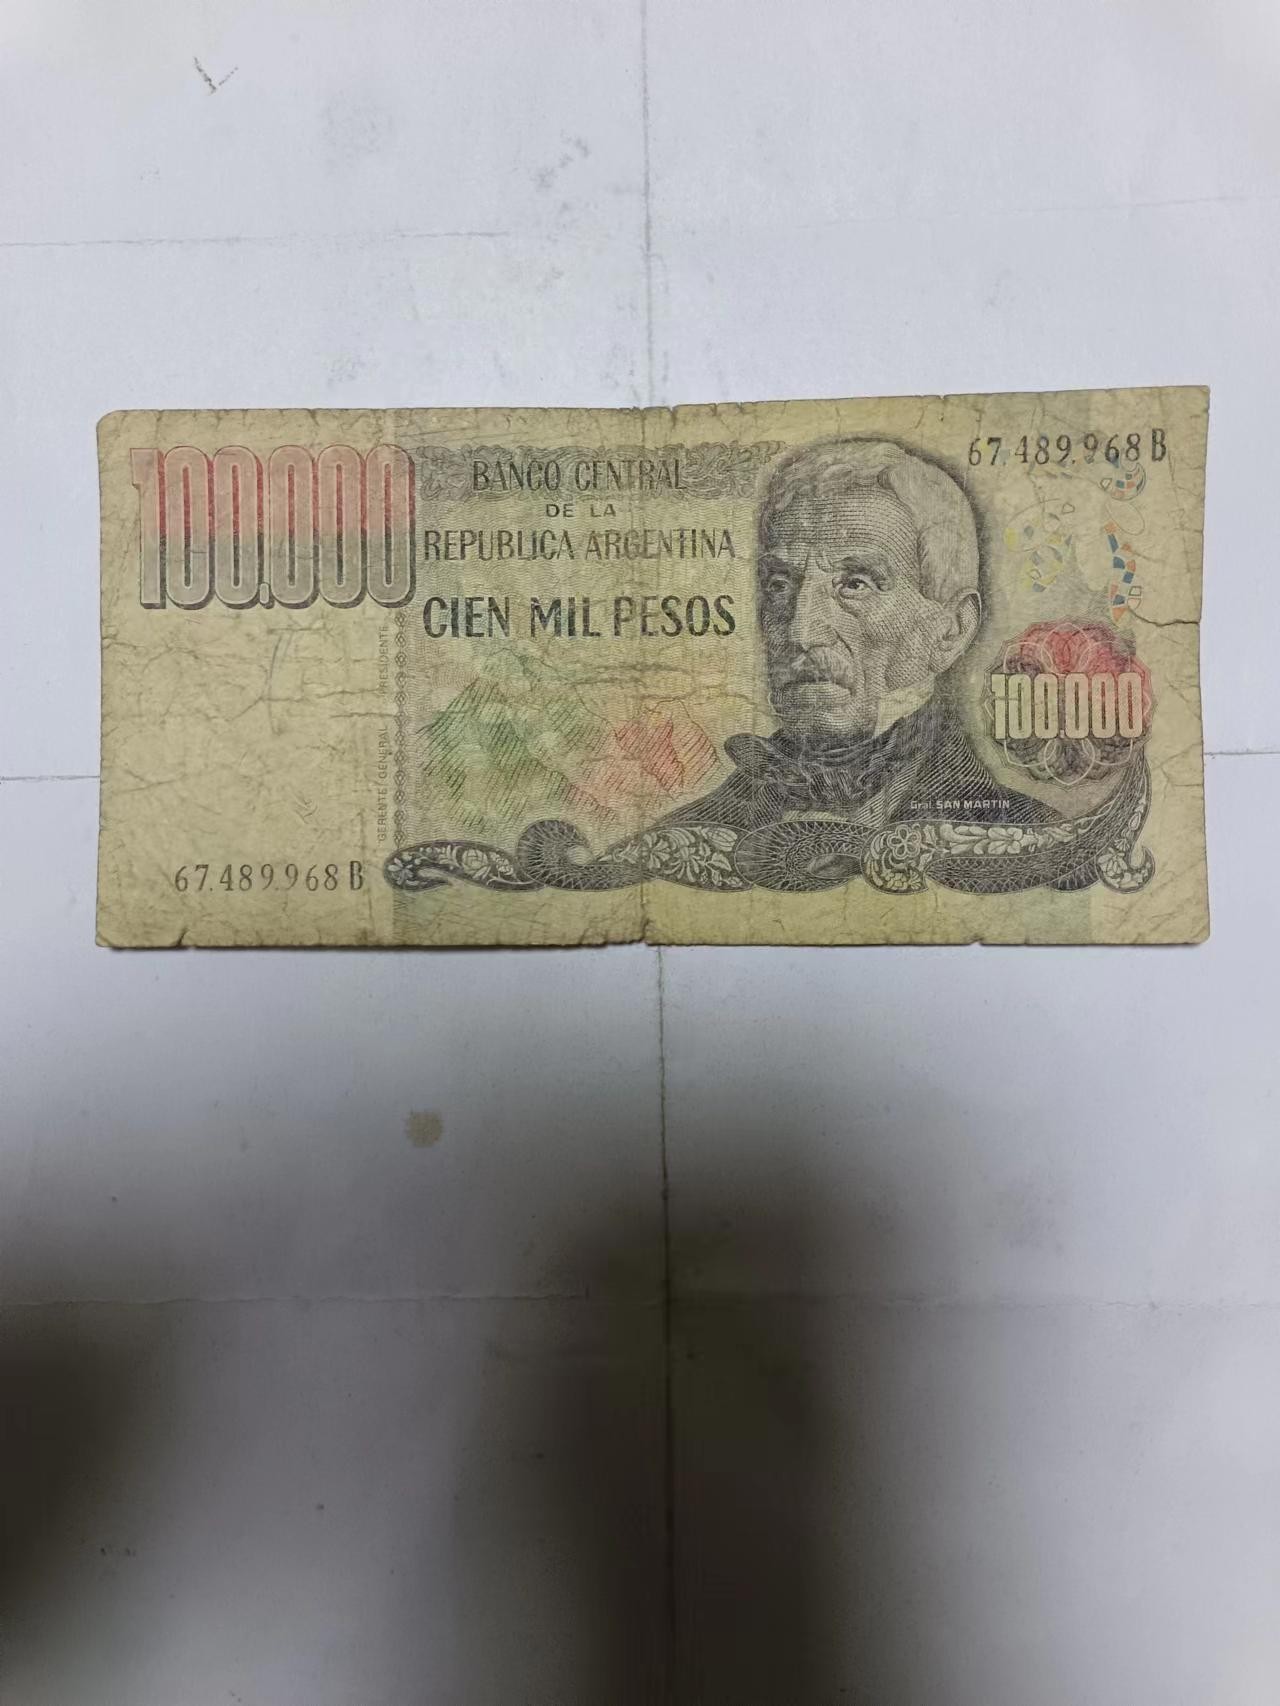 100.000
BANCO CENTRAL
DE LA
REPUBLICA ARGENTINA
CIEN MIL PESOS
67.489.968 B
100.000
PRESIDENTE
GERENTE GENERAL
Gral. SAN MARTIN
67.489.968 B